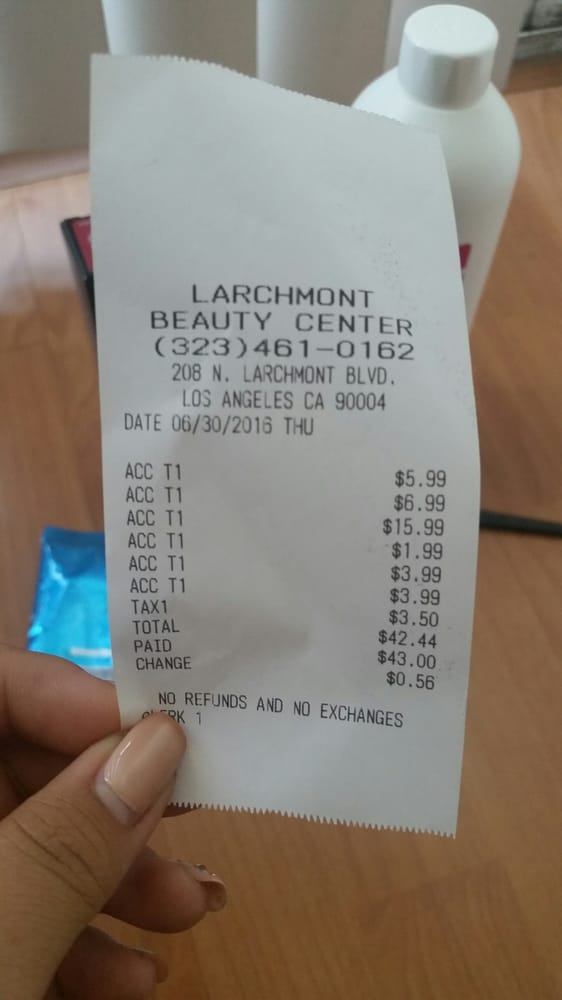 LARCHMONT
BEAUTY CENTER
(323)461-0162
208 N. LARCHMONT BLVD.
LOS ANGELES CA 90004
DATE 06/30/2016 THU
ACC T1 $5.99
ACC T1 $6.99
ACC T1 $15.99
ACC T1 $1.99
ACC T1 $3.99
ACC T1 $3.99
TAX1 $3.50
TOTAL $42.44
PAID $43.00
CHANGE $0.56
NO REFUNDS AND NO EXCHANGES
CLERK 1